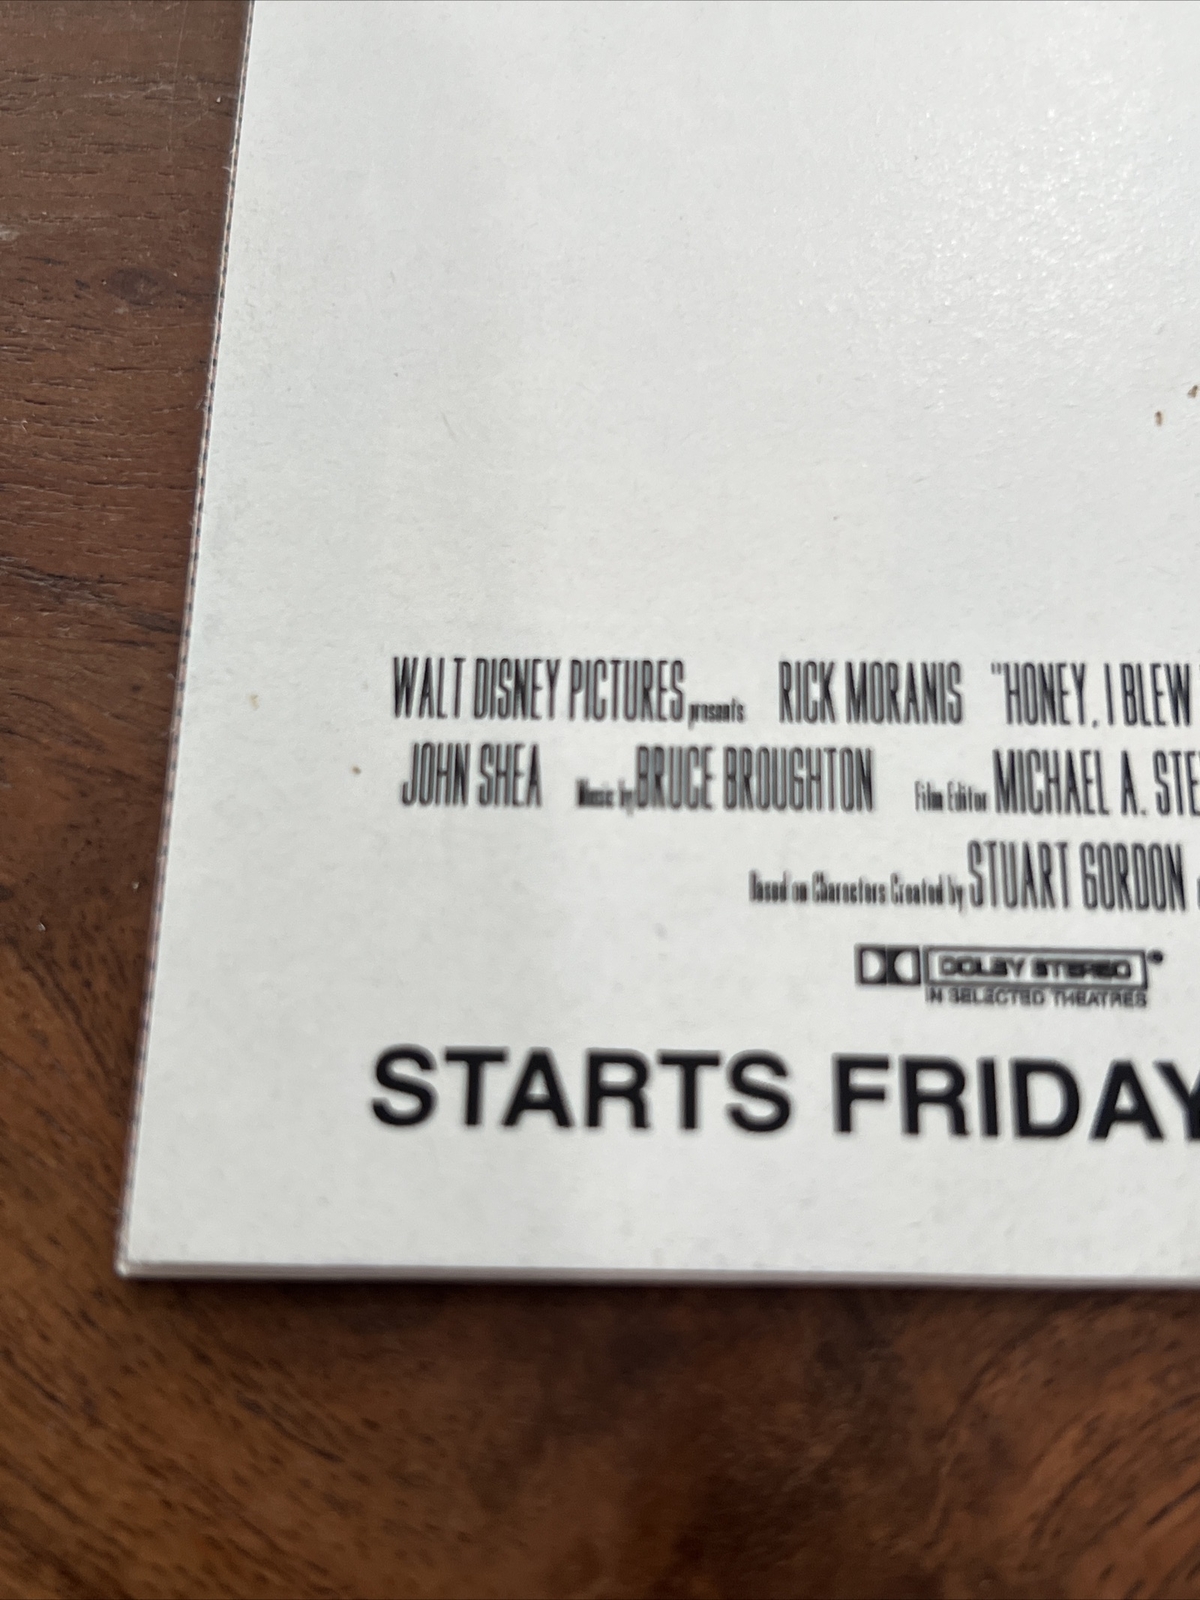 WALT DISNEY PICTURES presents RICK MORANIS "HONEY, I BLEW
JOHN SHEA Music by BRUCE BROUGHTON Film Editor MICHAEL A. STE
Based on Characters Created by STUART GORDON
DOLBY STEREO
IN SELECTED THEATRES
STARTS FRIDAY